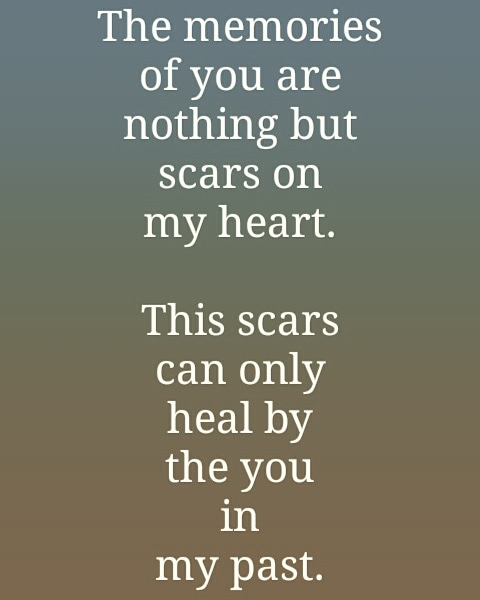 The memories
of you are
nothing but
scars on
my heart.
This scars
can only
heal by
the you
in
my past.